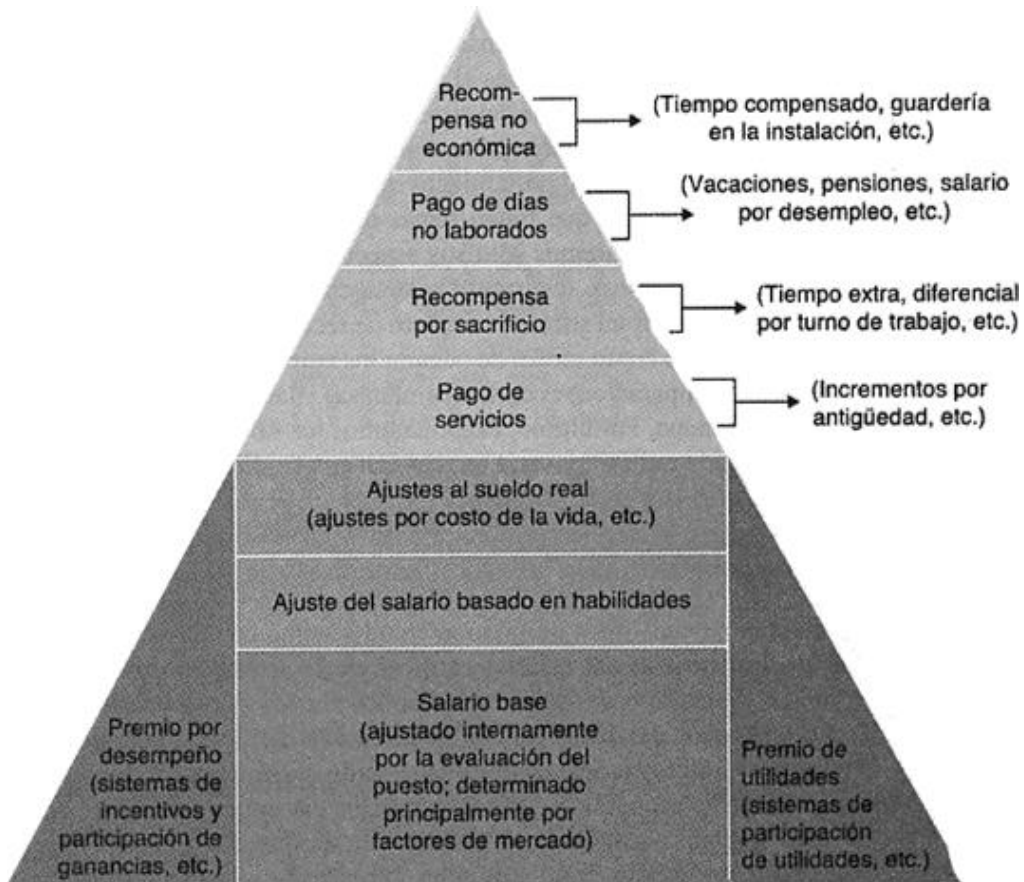 Recom-
pensa no
económica
(Tiempo compensado, guardería
en la instalación, etc.)
Pago de días
no laborados
(Vacaciones, pensiones, salario
por desempleo, etc.)
Recompensa
por sacrificio
(Tiempo extra, diferencial
por turno de trabajo, etc.)
Pago de
servicios
(Incrementos por
antigüedad, etc.)
Ajustes al sueldo real
(ajustes por costo de la vida, etc.)
Ajuste del salario basado en habilidades
Premio por
desempeño
(sistemas de
incentivos y
participación de
ganancias, etc.)
Salario base
(ajustado internamente
por la evaluación del
puesto; determinado
principalmente por
factores de mercado)
Premio de
utilidades
(sistemas de
participación
de utilidades, etc.)